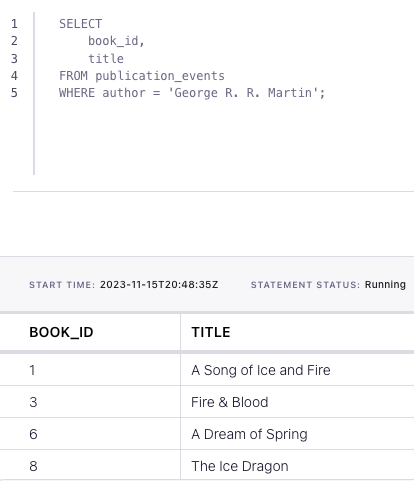 1 SELECT
2     book_id,
3     title
4 FROM publication_events
5 WHERE author = 'George R. R. Martin';
START TIME: 2023-11-15T20:48:35Z STATEMENT STATUS: Running
BOOK_ID TITLE
1 A Song of Ice and Fire
3 Fire & Blood
6 A Dream of Spring
8 The Ice Dragon